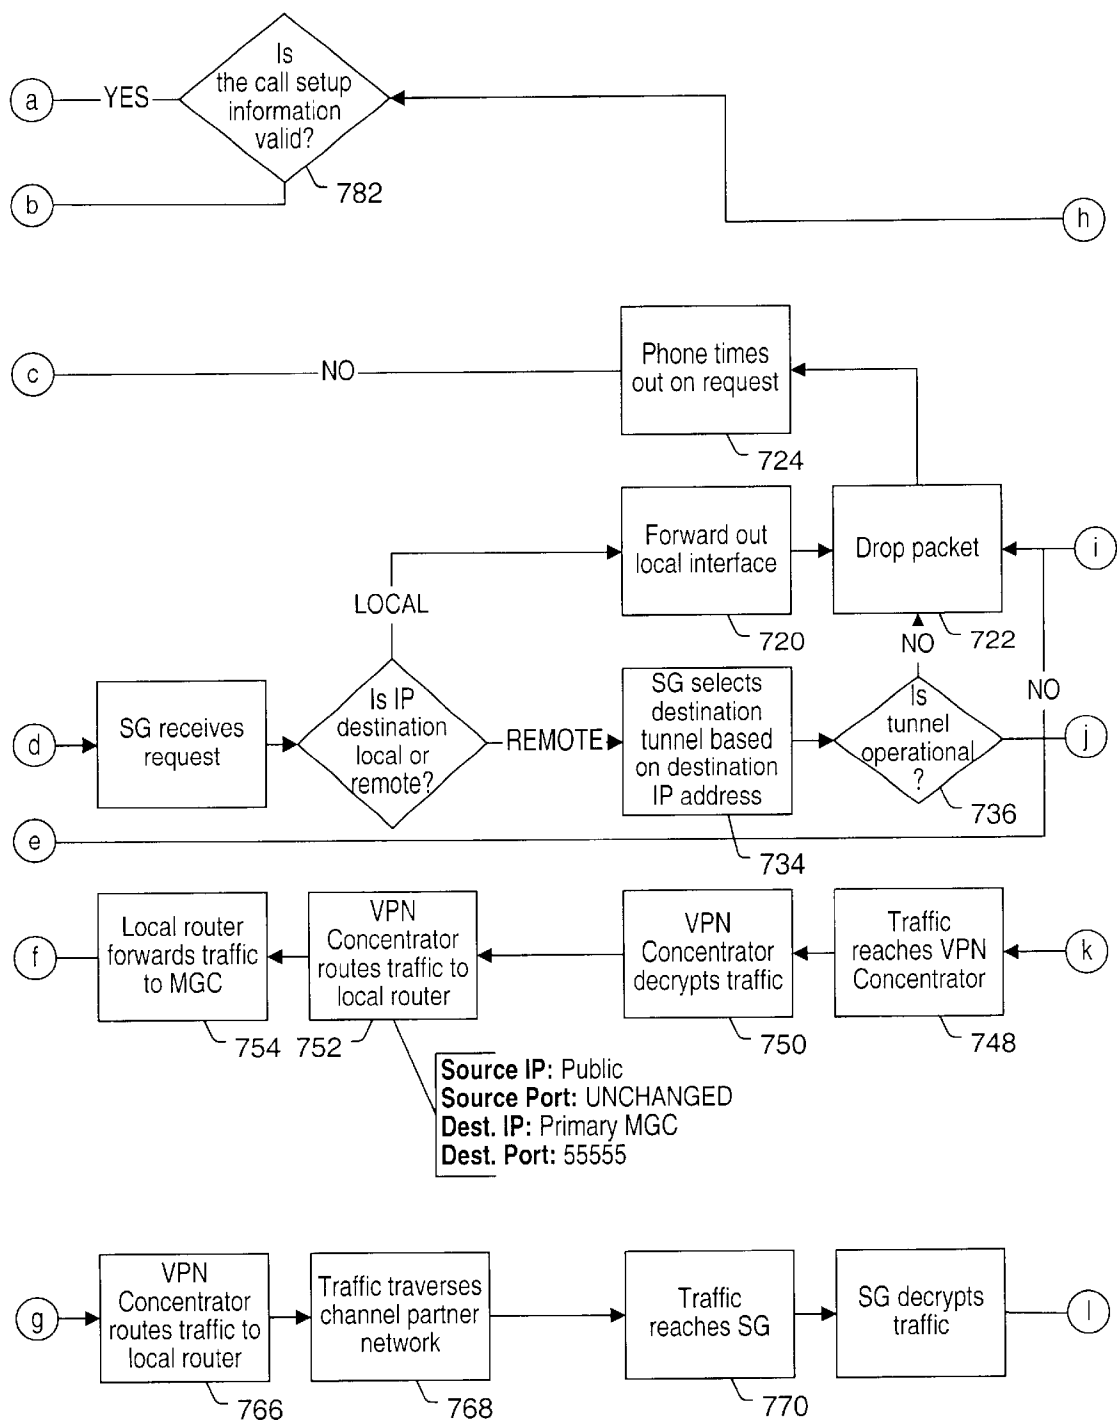 Is
the call setup
information
valid?
a
YES
782
b
h
Phone times
out on request
c
NO
724
Forward out
local interface
Drop packet
i
LOCAL
720
NO
722
SG receives
request
Is IP
destination
local or
remote?
REMOTE
SG selects
destination
tunnel based
on destination
IP address
Is
tunnel
operational
?
NO
d
j
736
e
734
f
Local router
forwards traffic
to MGC
VPN
Concentrator
routes traffic to
local router
VPN
Concentrator
decrypts traffic
Traffic
reaches VPN
Concentrator
k
754
752
750
748
Source IP: Public
Source Port: UNCHANGED
Dest. IP: Primary MGC
Dest. Port: 55555
g
VPN
Concentrator
routes traffic to
local router
Traffic traverses
channel partner
network
Traffic
reaches SG
SG decrypts
traffic
l
766
768
770